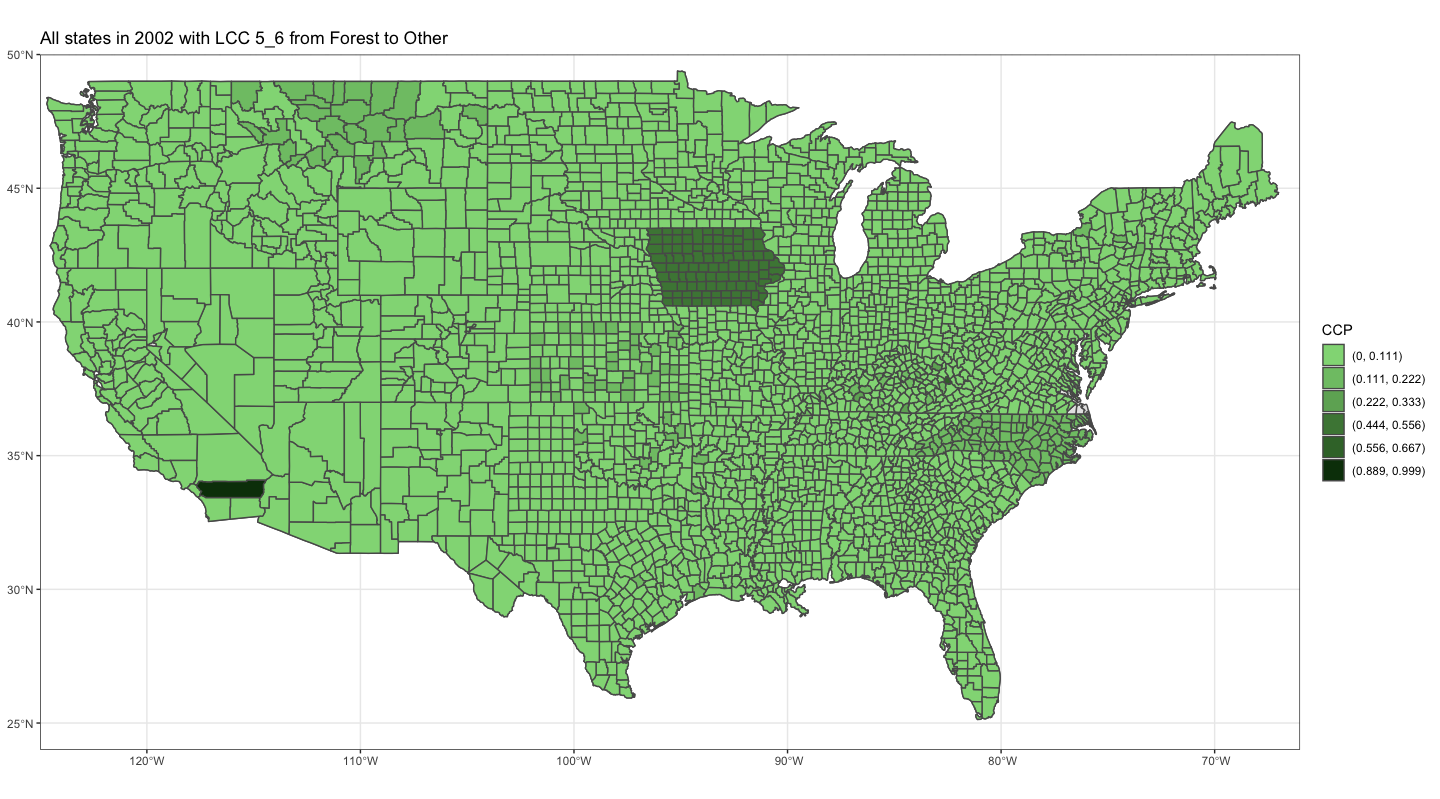 All states in 2002 with LCC 5_6 from Forest to Other
50°N
45°N
40°N
35°N
30°N
25°N
120°W
110°W
100°W
90°W
80°W
70°W
CCP
(0, 0.111)
(0.111, 0.222)
(0.222, 0.333)
(0.444, 0.556)
(0.556, 0.667)
(0.889, 0.999)